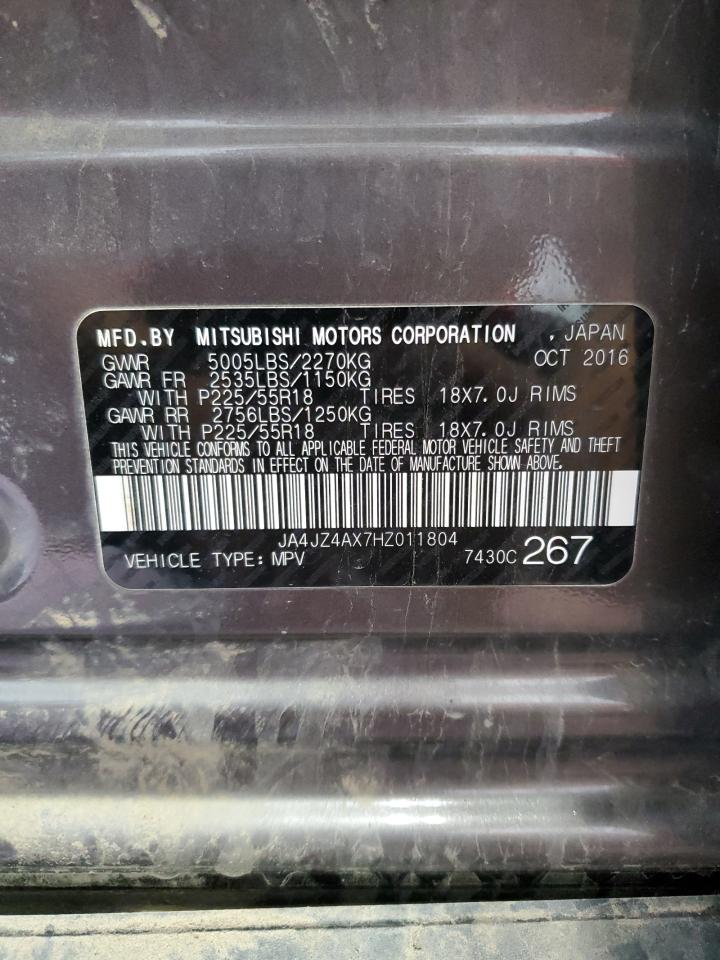 MFD.BY MITSUBISHI MOTORS CORPORATION , JAPAN
GVWR 5005LBS/2270KG OCT 2016
GAWR FR 2535LBS/1150KG
WITH P225/55R18 TIRES 18X7.0J RIMS
GAWR RR 2756LBS/1250KG
WITH P225/55R18 TIRES 18X7.0J RIMS
THIS VEHICLE CONFORMS TO ALL APPLICABLE FEDERAL MOTOR VEHICLE SAFETY AND THEFT
PREVENTION STANDARDS IN EFFECT ON THE DATE OF MANUFACTURE SHOWN ABOVE.
JA4JZ4AX7HZ011804
VEHICLE TYPE: MPV 7430C 267